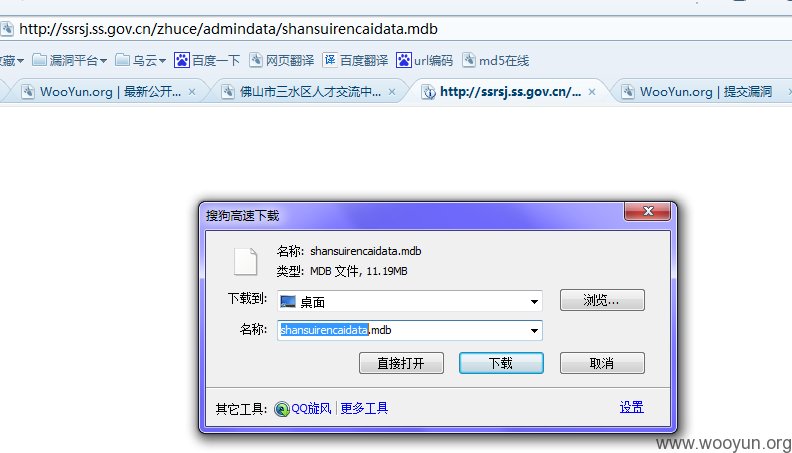 http://ssrsj.ss.gov.cn/zhuce/admindata/shansuirencaidata.mdb
收藏 漏洞平台 乌云 百度一下 网页翻译 译 百度翻译 url编码 md5在线
WooYun.org | 最新公开... × 佛山市三水区人才交流中... × http://ssrsj.ss.gov.cn/... × WooYun.org | 提交漏洞
搜狗高速下载
名称: shansuirencaidata.mdb
类型: MDB 文件, 11.19MB
下载到: 桌面 浏览...
名称: shansuirencaidata.mdb
直接打开 下载 取消
其它工具: QQ旋风 | 更多工具 设置
www.wooyun.org